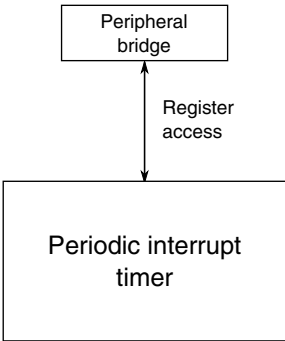 Peripheral
bridge
Register
access
Periodic interrupt
timer